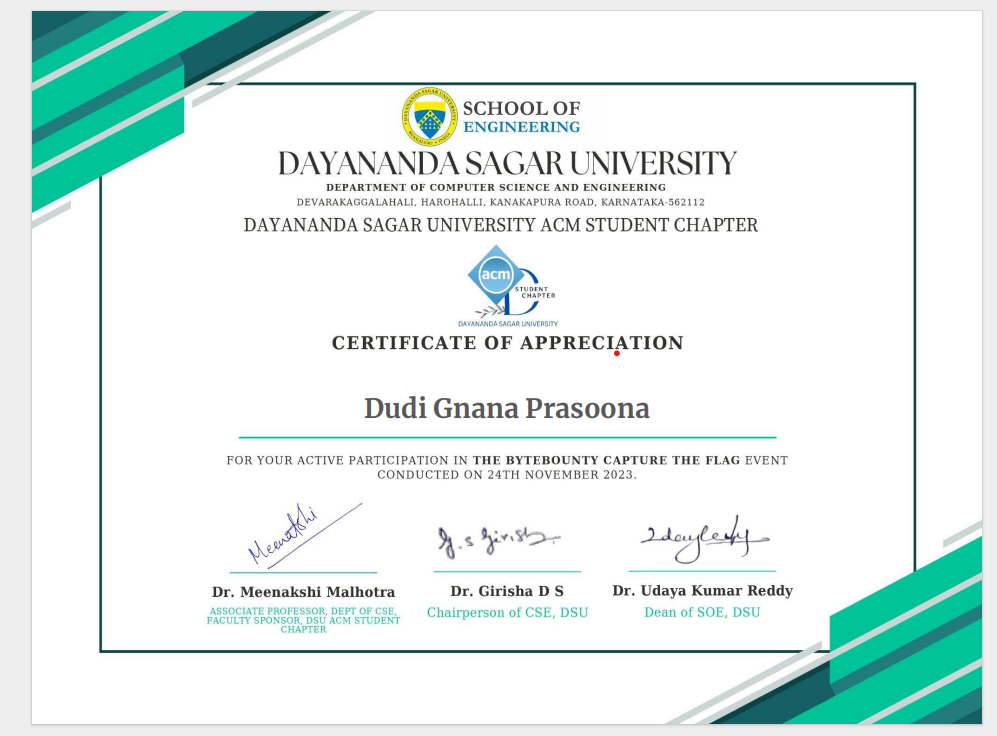 SCHOOL OF
ENGINEERING
DAYANANDA SAGAR UNIVERSITY
DEPARTMENT OF COMPUTER SCIENCE AND ENGINEERING
DEVARAKAGGALAHALI, HAROHALLI, KANAKAPURA ROAD, KARNATAKA-562112
DAYANANDA SAGAR UNIVERSITY ACM STUDENT CHAPTER
acm
STUDENT
CHAPTER
DAYANANDA SAGAR UNIVERSITY
CERTIFICATE OF APPRECIATION
Dudi Gnana Prasoona
FOR YOUR ACTIVE PARTICIPATION IN THE BYTEBOUNTY CAPTURE THE FLAG EVENT
CONDUCTED ON 24TH NOVEMBER 2023.
Meenakshi
g.s Girish
Dr. Meenakshi Malhotra
ASSOCIATE PROFESSOR, DEPT OF CSE,
FACULTY SPONSOR, DSU ACM STUDENT
CHAPTER
Dr. Girisha D S
Chairperson of CSE, DSU
Dr. Udaya Kumar Reddy
Dean of SOE, DSU